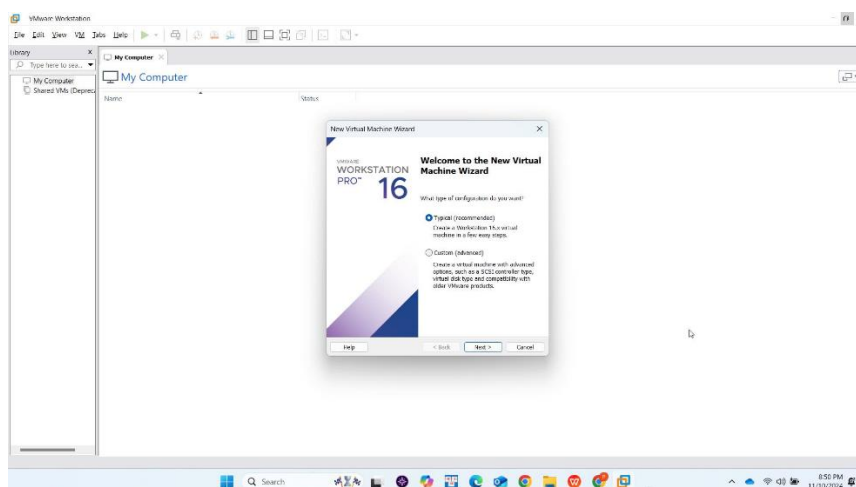 VMware Workstation
File Edit View VM Tabs Help
Library X
Type here to sea...
My Computer
My Computer
My Computer
Shared VMs (Deprec
Name Status
New Virtual Machine Wizard
VMWARE
WORKSTATION
PRO™ 16
Welcome to the New Virtual
Machine Wizard
What type of configuration do you want?
Typical (recommended)
Create a Workstation 16.x virtual
machine in a few easy steps.
Custom (advanced)
Create a virtual machine with advanced
options, such as a SCSI controller type,
virtual disk type and compatibility with
older VMware products.
Help < Back Next > Cancel
Search
8:50 PM
11/10/2024